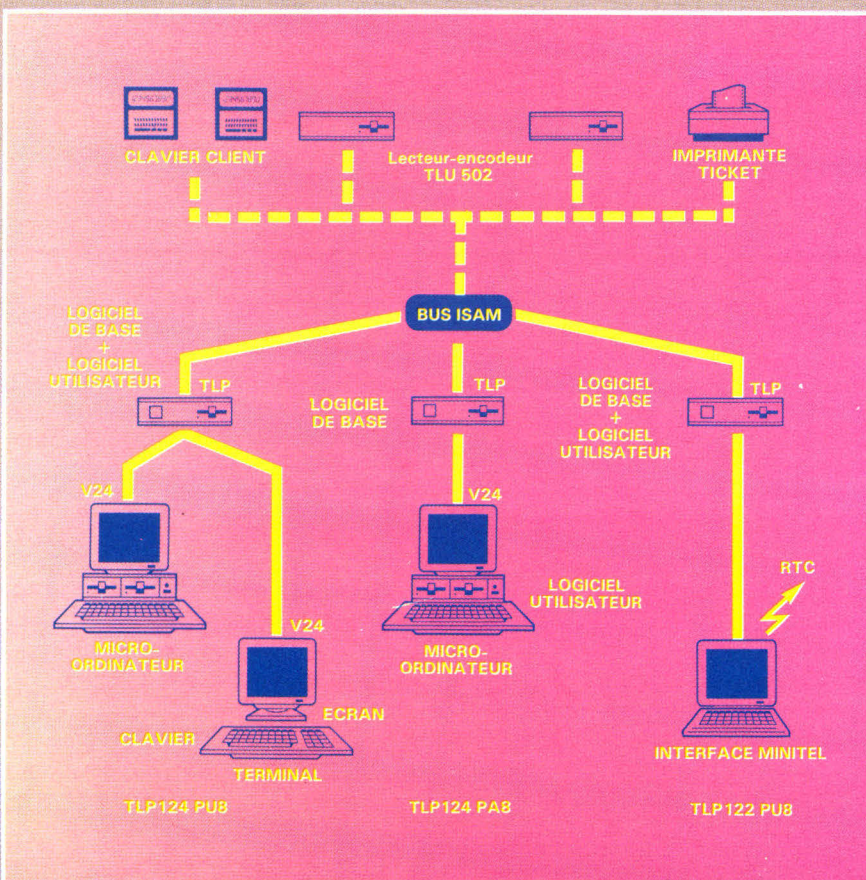 CLAVIER CLIENT
Lecteur-encodeur
TLU 502
IMPRIMANTE
TICKET
BUS ISAM
LOGICIEL
DE BASE
+
LOGICIEL
UTILISATEUR
TLP
LOGICIEL
DE BASE
TLP
LOGICIEL
DE BASE
+
LOGICIEL
UTILISATEUR
TLP
V24
MICRO-
ORDINATEUR
V24
ECRAN
CLAVIER
TERMINAL
V24
LOGICIEL
UTILISATEUR
MICRO-
ORDINATEUR
RTC
INTERFACE MINITEL
TLP124 PU8
TLP124 PA8
TLP122 PU8